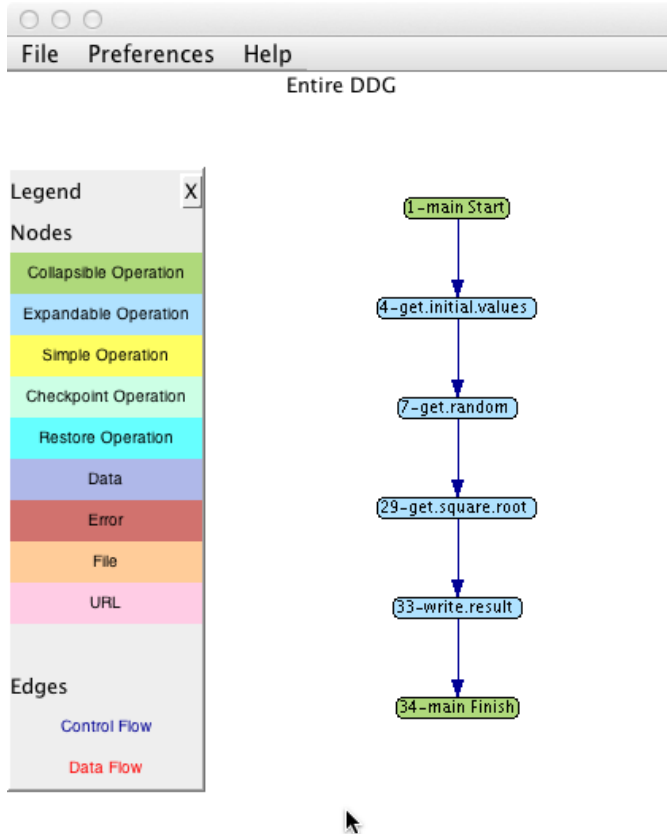 File Preferences Help
Entire DDG
Legend X
Nodes
Collapsible Operation
Expandable Operation
Simple Operation
Checkpoint Operation
Restore Operation
Data
Error
File
URL
Edges
Control Flow
Data Flow
1-main Start
4-get.initial.values
7-get.random
29-get.square.root
33-write.result
34-main Finish